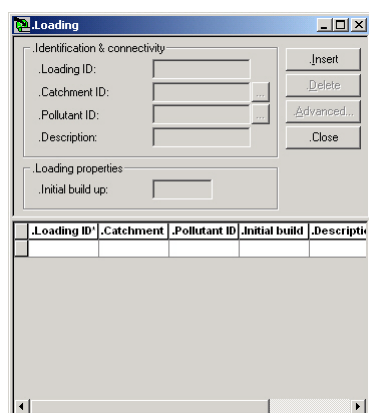 .Loading
.Identification & connectivity
.Loading ID:
.Catchment ID:
...
.Pollutant ID:
...
.Description:
.Insert
.Delete
.Advanced...
.Close
.Loading properties
.Initial build up:
.Loading ID* .Catchment .Pollutant ID .Initial build .Descriptio